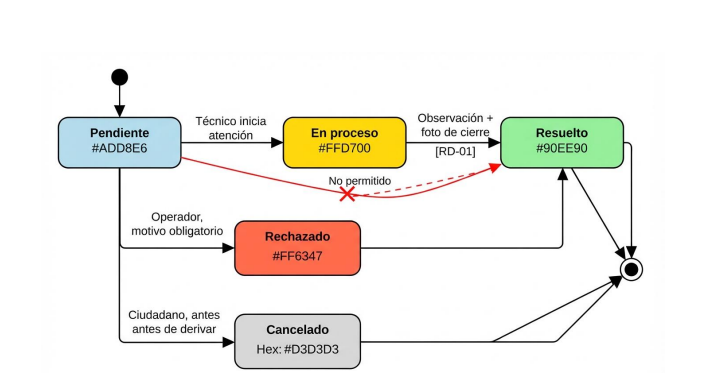 Pendiente
#ADD8E6
Técnico inicia
atención
En proceso
#FFD700
Observación +
foto de cierre
[RD-01]
Resuelto
#90EE90
No permitido
Operador,
motivo obligatorio
Rechazado
#FF6347
Ciudadano, antes
antes de derivar
Cancelado
Hex: #D3D3D3